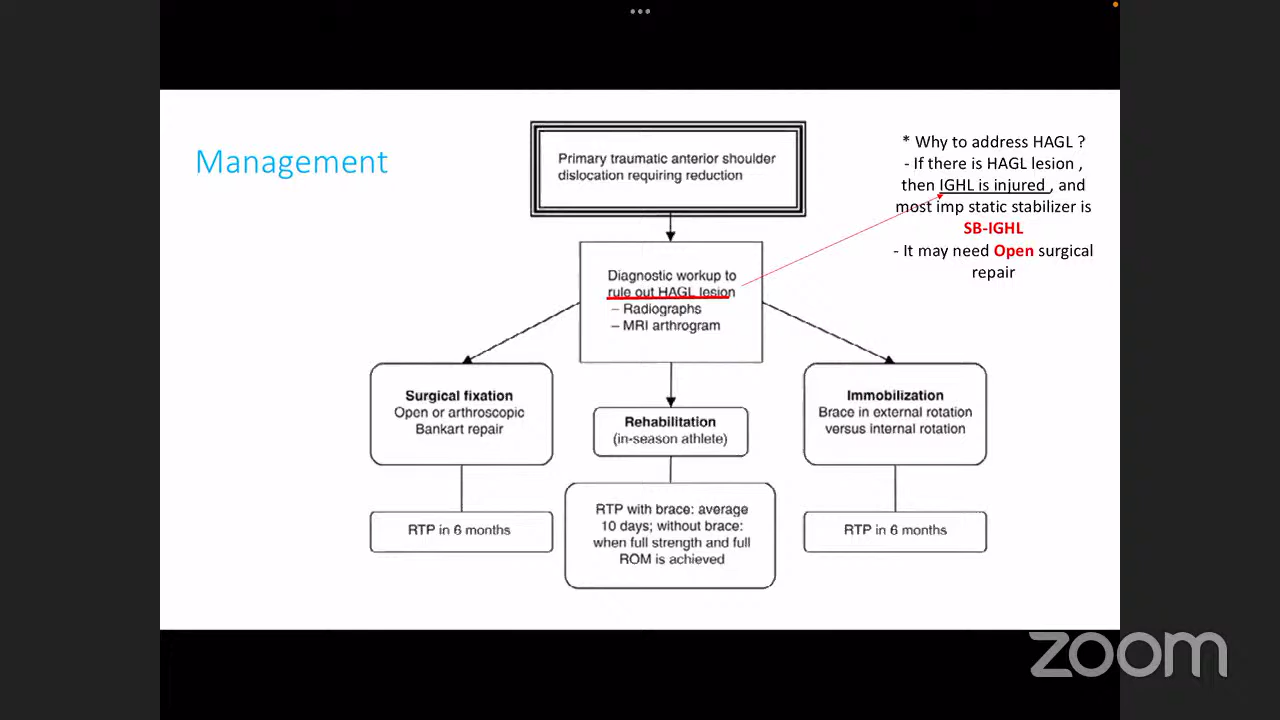 Management
Primary traumatic anterior shoulder
dislocation requiring reduction
* Why to address HAGL ?
- If there is HAGL lesion ,
then IGHL is injured , and
most imp static stabilizer is
SB-IGHL
- It may need Open surgical
repair
Diagnostic workup to
rule out HAGL lesion
– Radiographs
– MRI arthrogram
Surgical fixation
Open or arthroscopic
Bankart repair
Rehabilitation
(in-season athlete)
Immobilization
Brace in external rotation
versus internal rotation
RTP in 6 months
RTP with brace: average
10 days; without brace:
when full strength and full
ROM is achieved
RTP in 6 months
zoom